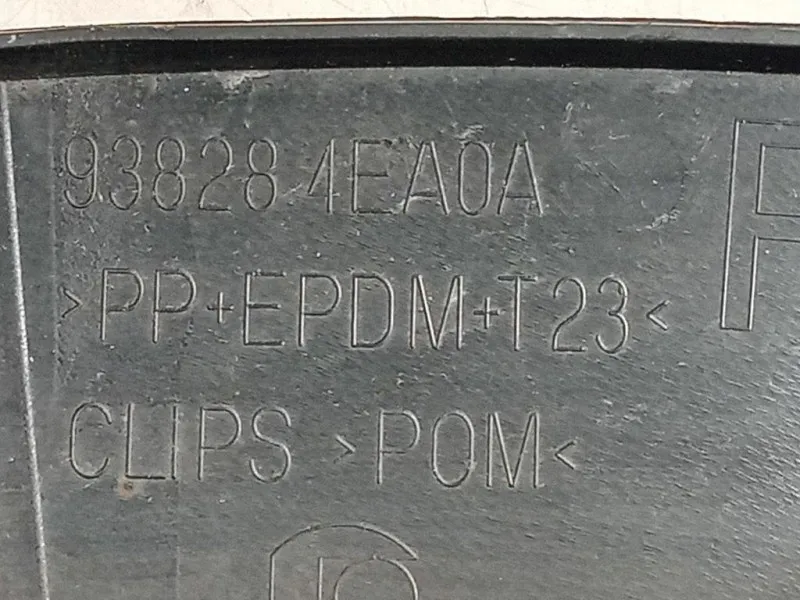 93828 4EA0A
>PP+EPDM+T23<
CLIPS >POM<